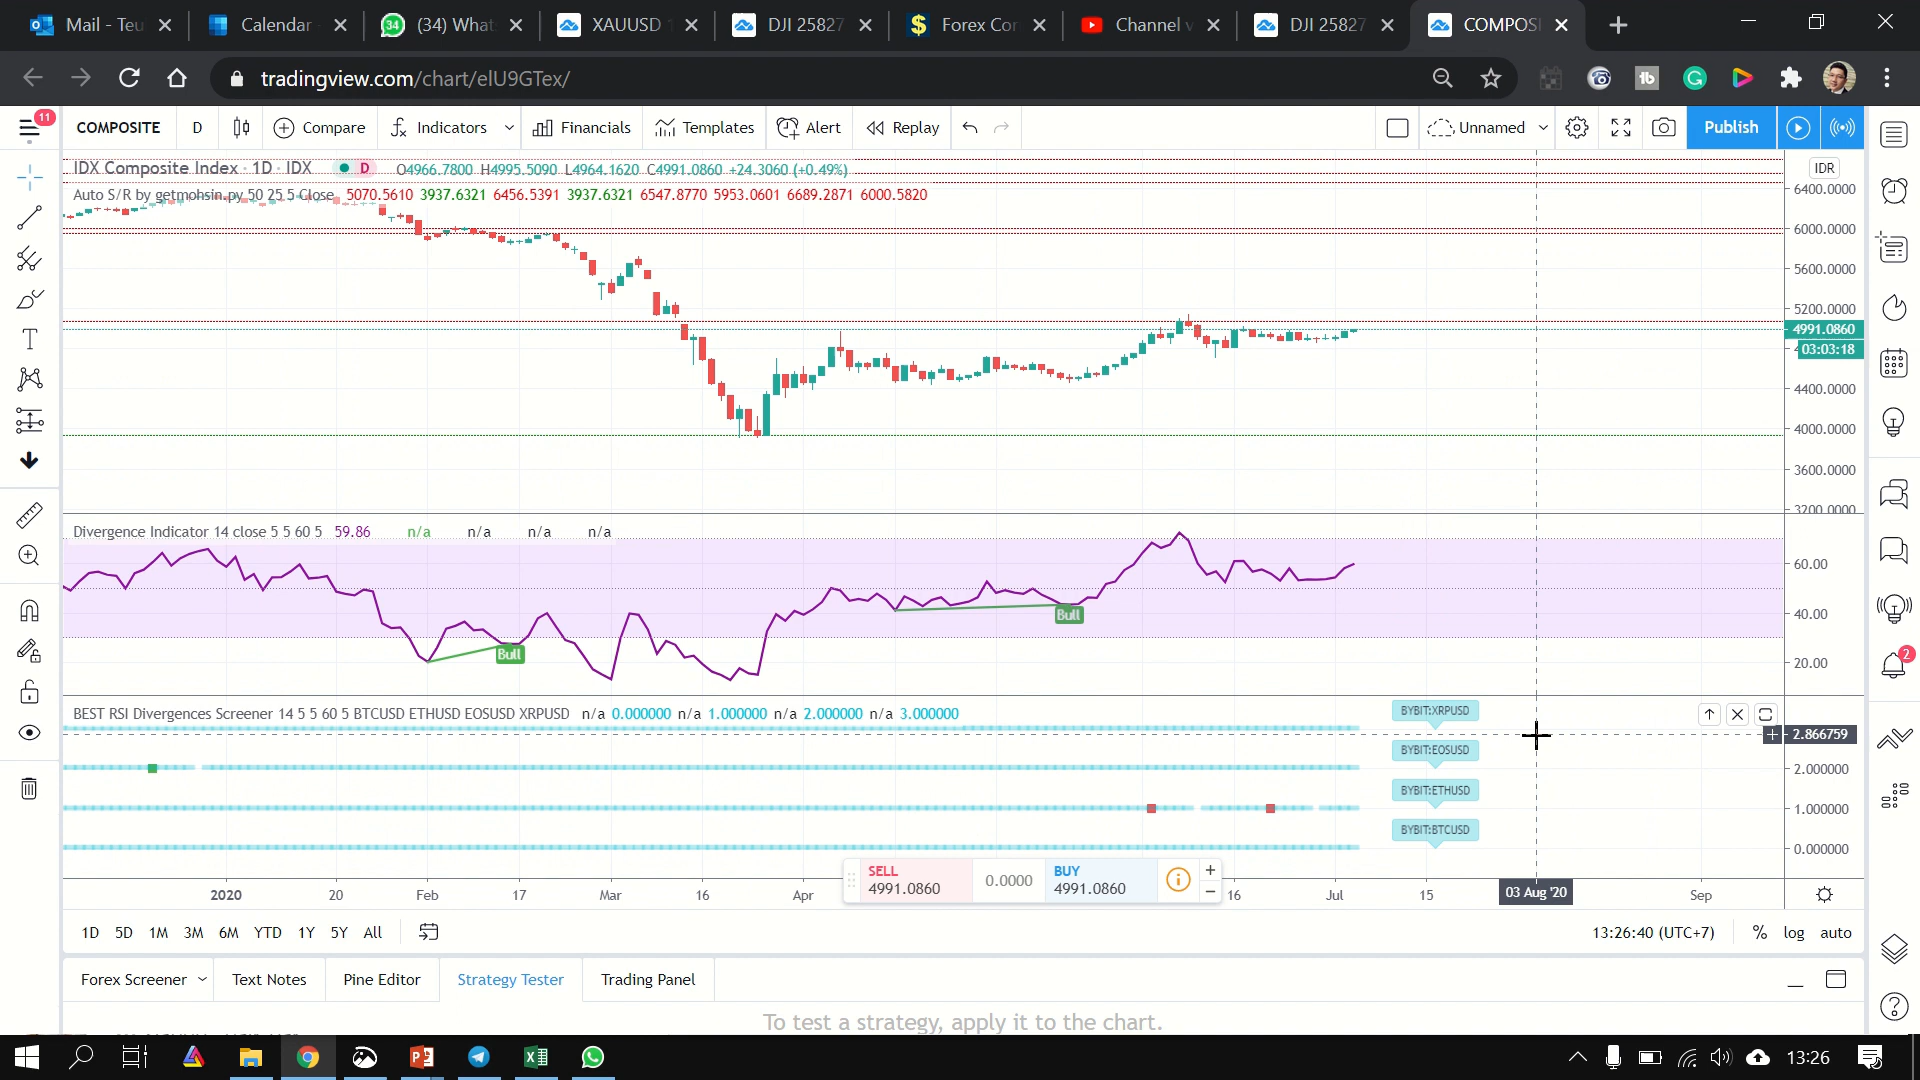 Mail - Teu
Calendar
(34) What
XAUUSD
DJI 25827
Forex Cor
Channel v
DJI 25827
COMPOSI
tradingview.com/chart/elU9GTex/
11
COMPOSITE D Compare Indicators Financials Templates Alert Replay Unnamed Publish
IDX Composite Index · 1D · IDX D O4966.7800 H4995.5090 L4964.1620 C4991.0860 +24.3060 (+0.49%)
Auto S/R by getmohsin.py 50 25 5 Close 5070.5610 3937.6321 6456.5391 3937.6321 6547.8770 5953.0601 6689.2871 6000.5820
IDR
6400.0000
6000.0000
5600.0000
5200.0000
4991.0860
03:03:18
4400.0000
4000.0000
3600.0000
3200.0000
Divergence Indicator 14 close 5 5 60 5 59.86 n/a n/a n/a n/a
60.00
40.00
20.00
Bull
Bull
BEST RSI Divergences Screener 14 5 5 60 5 BTCUSD ETHUSD EOSUSD XRPUSD n/a 0.000000 n/a 1.000000 n/a 2.000000 n/a 3.000000
BYBIT:XRPUSD
BYBIT:EOSUSD
BYBIT:ETHUSD
BYBIT:BTCUSD
2.866759
2.000000
1.000000
0.000000
SELL
4991.0860
0.0000
BUY
4991.0860
2020 20 Feb 17 Mar 16 Apr 16 Jul 15 03 Aug '20 Sep
1D 5D 1M 3M 6M YTD 1Y 5Y All
13:26:40 (UTC+7) % log auto
Forex Screener Text Notes Pine Editor Strategy Tester Trading Panel
To test a strategy, apply it to the chart.
2
13:26